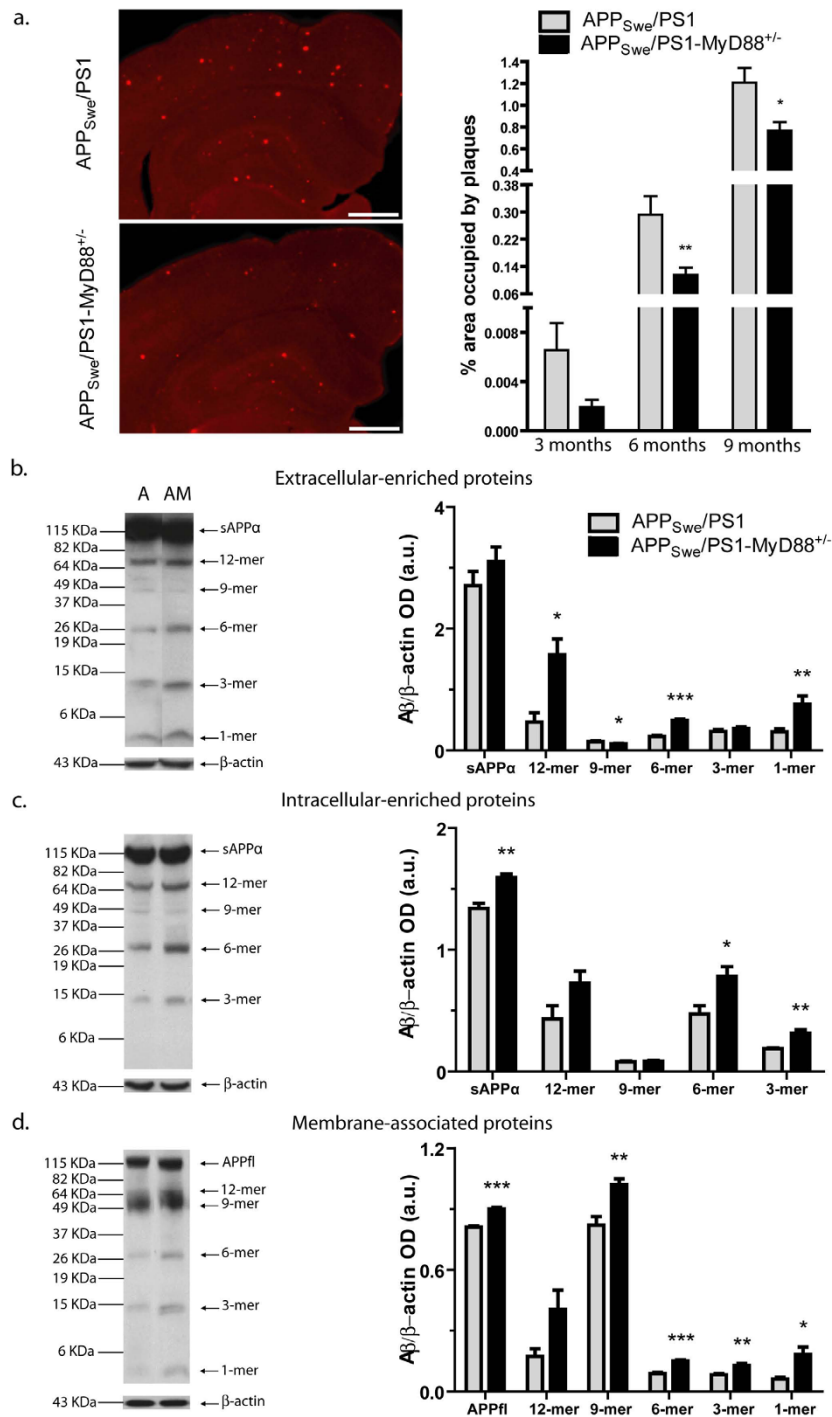 a.
APPSwe/PS1
APPSwe/PS1-MyD88+/-
APPSwe/PS1
APPSwe/PS1-MyD88+/-
% area occupied by plaques
1.4
1.2
1.0
0.8
0.6
0.4
0.38
0.30
0.22
0.14
0.06
0.008
0.004
0.000
*
**
3 months 6 months 9 months
b.
Extracellular-enriched proteins
A AM
115 KDa
82 KDa
64 KDa
49 KDa
37 KDa
26 KDa
19 KDa
15 KDa
6 KDa
43 KDa
sAPPα
12-mer
9-mer
6-mer
3-mer
1-mer
β-actin
Aβ/β-actin OD (a.u.)
4
2
0
APPSwe/PS1
APPSwe/PS1-MyD88+/-
*
*
***
**
sAPPα 12-mer 9-mer 6-mer 3-mer 1-mer
c.
Intracellular-enriched proteins
115 KDa
82 KDa
64 KDa
49 KDa
37 KDa
26 KDa
19 KDa
15 KDa
6 KDa
43 KDa
sAPPα
12-mer
9-mer
6-mer
3-mer
β-actin
Aβ/β-actin OD (a.u.)
2
1
0
**
*
**
sAPPα 12-mer 9-mer 6-mer 3-mer
d.
Membrane-associated proteins
115 KDa
82 KDa
64 KDa
49 KDa
37 KDa
26 KDa
19 KDa
15 KDa
6 KDa
43 KDa
APPfl
12-mer
9-mer
6-mer
3-mer
1-mer
β-actin
Aβ/β-actin OD (a.u.)
1.2
0.6
0.0
***
**
***
**
*
APPfl 12-mer 9-mer 6-mer 3-mer 1-mer